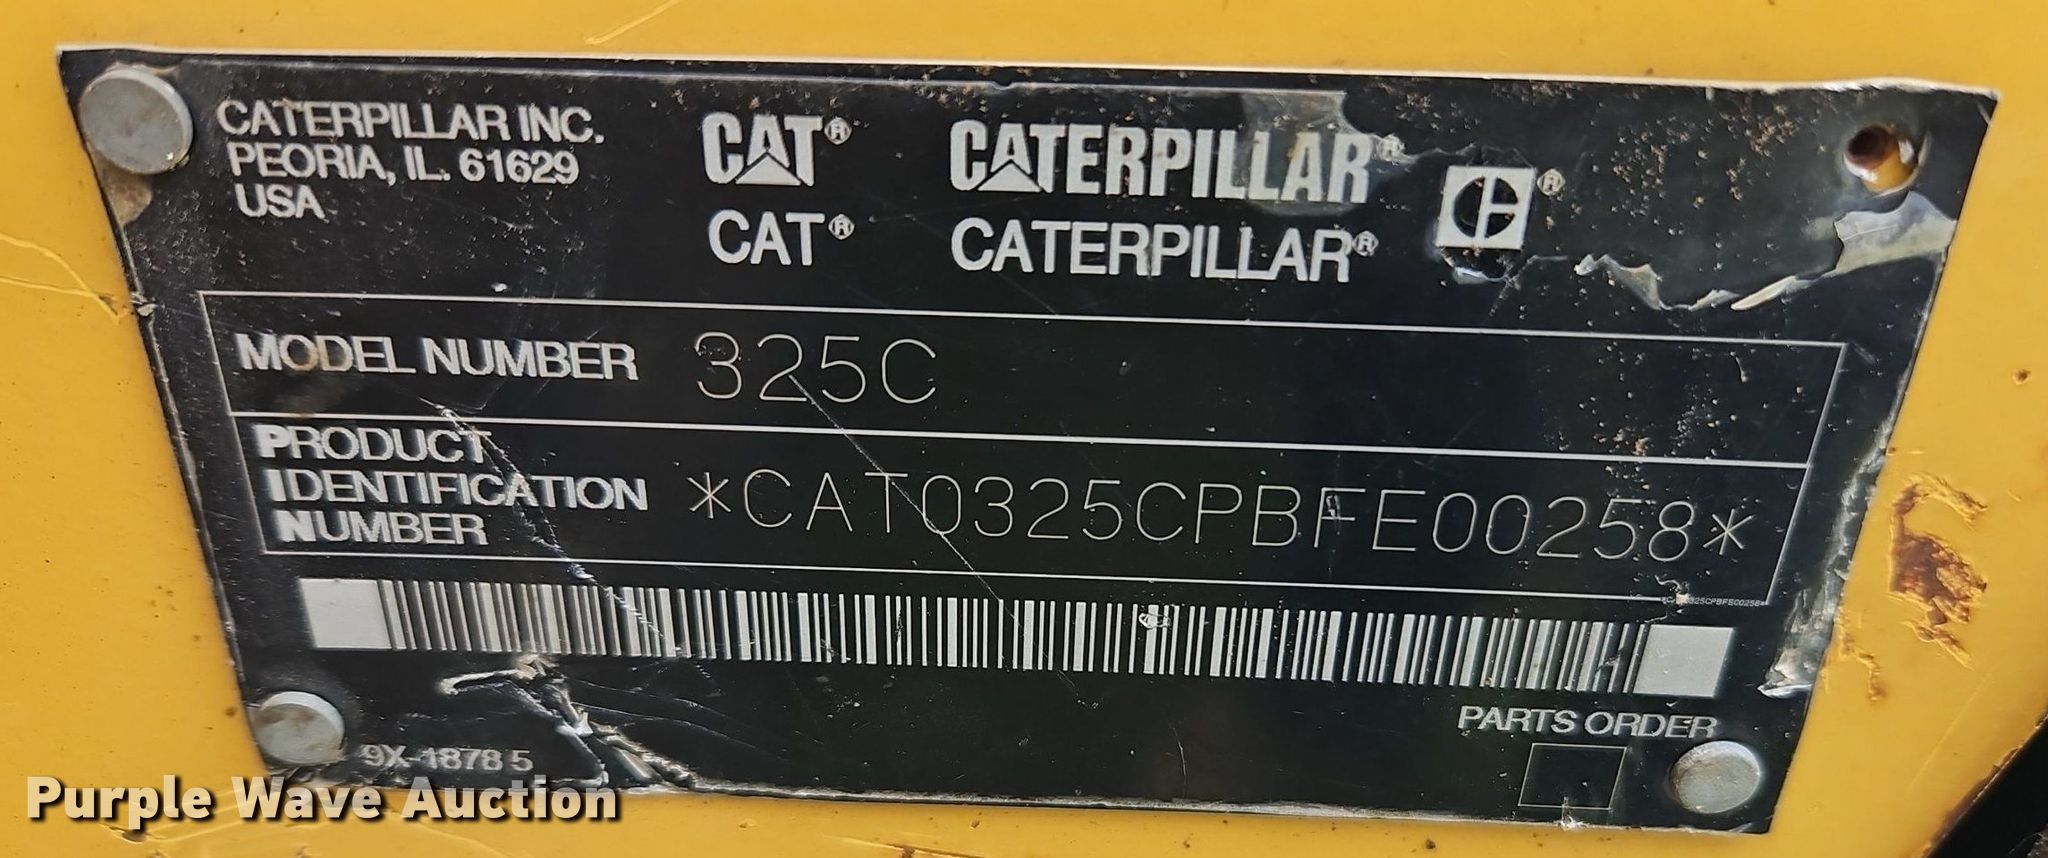 CATERPILLAR INC.
PEORIA, IL. 61629
USA
CAT® CATERPILLAR®
CAT® CATERPILLAR®
MODEL NUMBER 325C
PRODUCT
IDENTIFICATION
NUMBER
*CAT0325CPBFE00258*
*CAT0325CPBFE00258*
PARTS ORDER
9X-1878 5
Purple Wave Auction